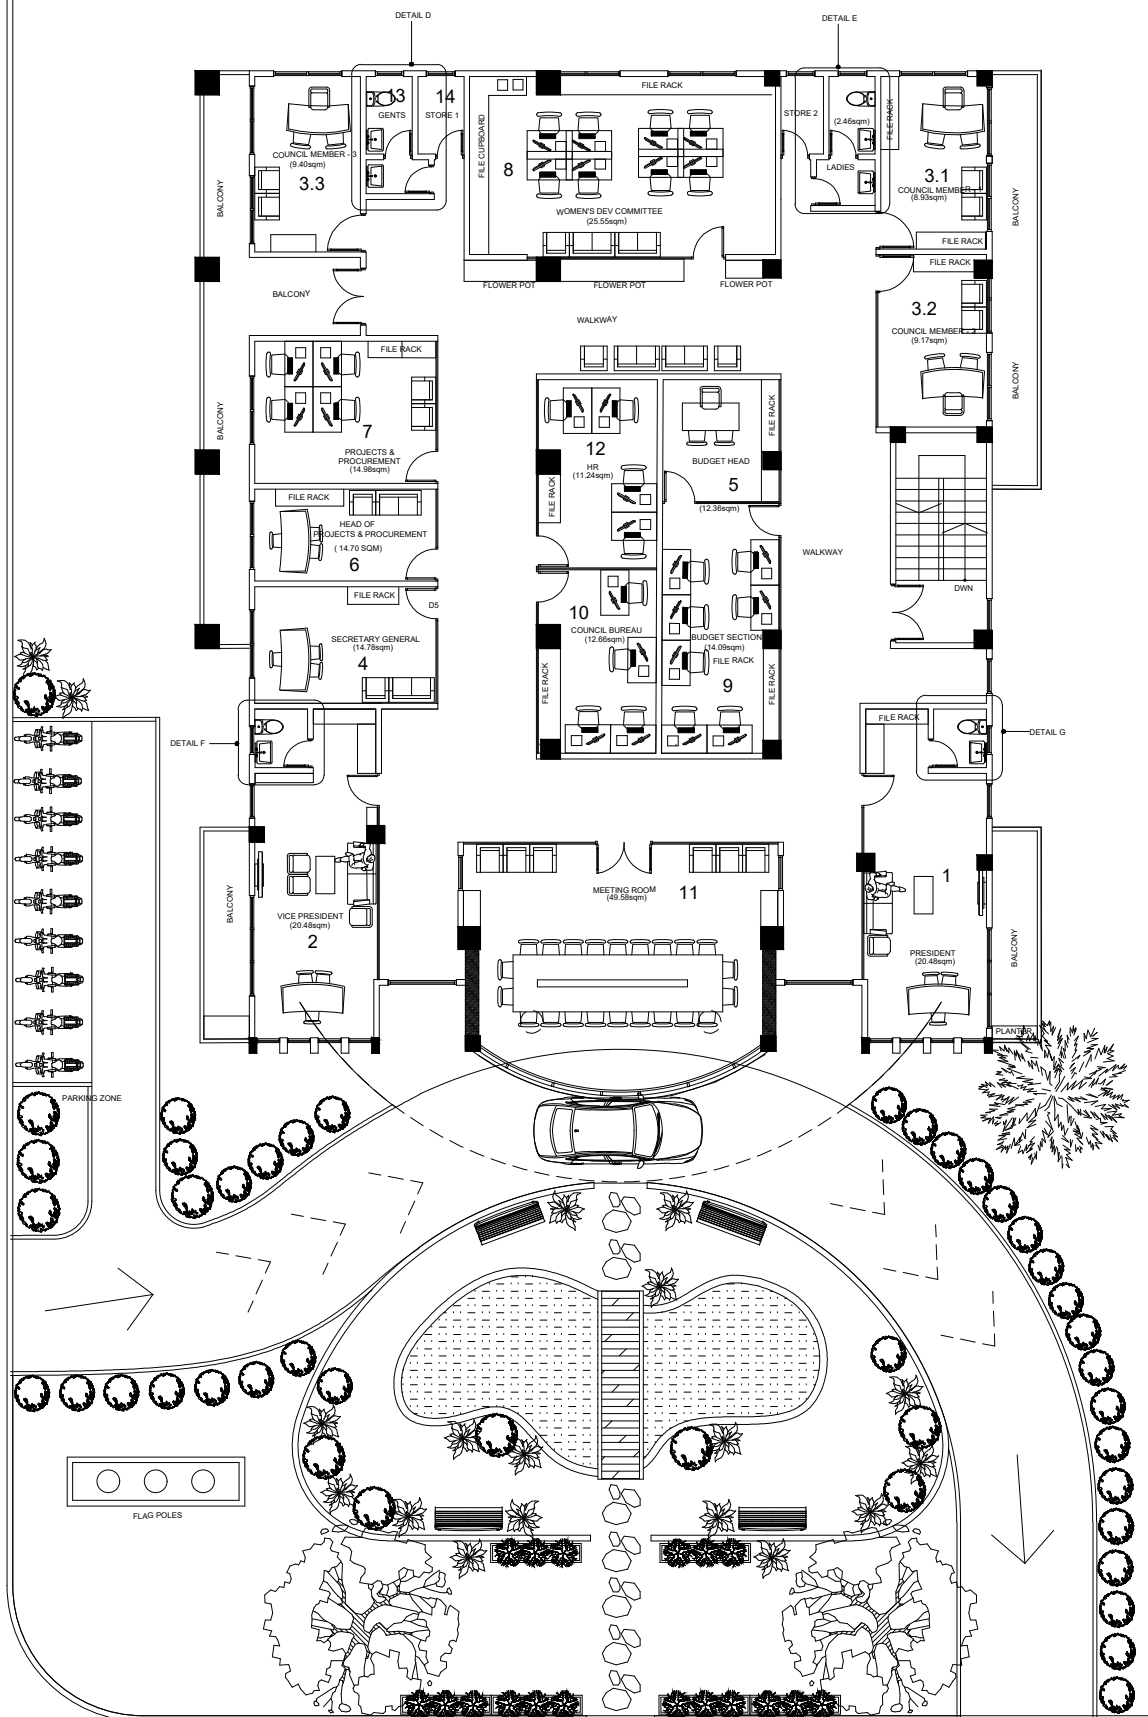 DETAIL D
DETAIL E
13
GENTS
14
STORE 1
FILE RACK
STORE 2
(2.46sqm)
LADIES
FILE RACK
FILE CUPBOARD
8
COUNCIL MEMBER - 3
(9.40sqm)
3.3
3.1
COUNCIL MEMBER
(8.93sqm)
BALCONY
BALCONY
WOMEN'S DEV COMMITTEE
(25.55sqm)
FILE RACK
FILE RACK
FLOWER POT
FLOWER POT
FLOWER POT
BALCONY
WALKWAY
3.2
COUNCIL MEMBER - 2
(9.17sqm)
FILE RACK
BALCONY
BALCONY
7
PROJECTS &
PROCUREMENT
(14.98sqm)
12
HR
(11.24sqm)
FILE RACK
FILE RACK
BUDGET HEAD
5
(12.36sqm)
FILE RACK
HEAD OF
PROJECTS & PROCUREMENT
( 14.70 SQM)
6
WALKWAY
DWN
FILE RACK
D5
SECRETARY GENERAL
(14.78sqm)
4
10
COUNCIL BUREAU
(12.66sqm)
FILE RACK
BUDGET SECTION
(14.09sqm)
FILE RACK
9
FILE RACK
DETAIL F
FILE RACK
DETAIL G
MEETING ROOM
(49.58sqm)
11
1
BALCONY
VICE PRESIDENT
(20.48sqm)
2
PRESIDENT
(20.48sqm)
BALCONY
PLANTER
PARKING ZONE
FLAG POLES